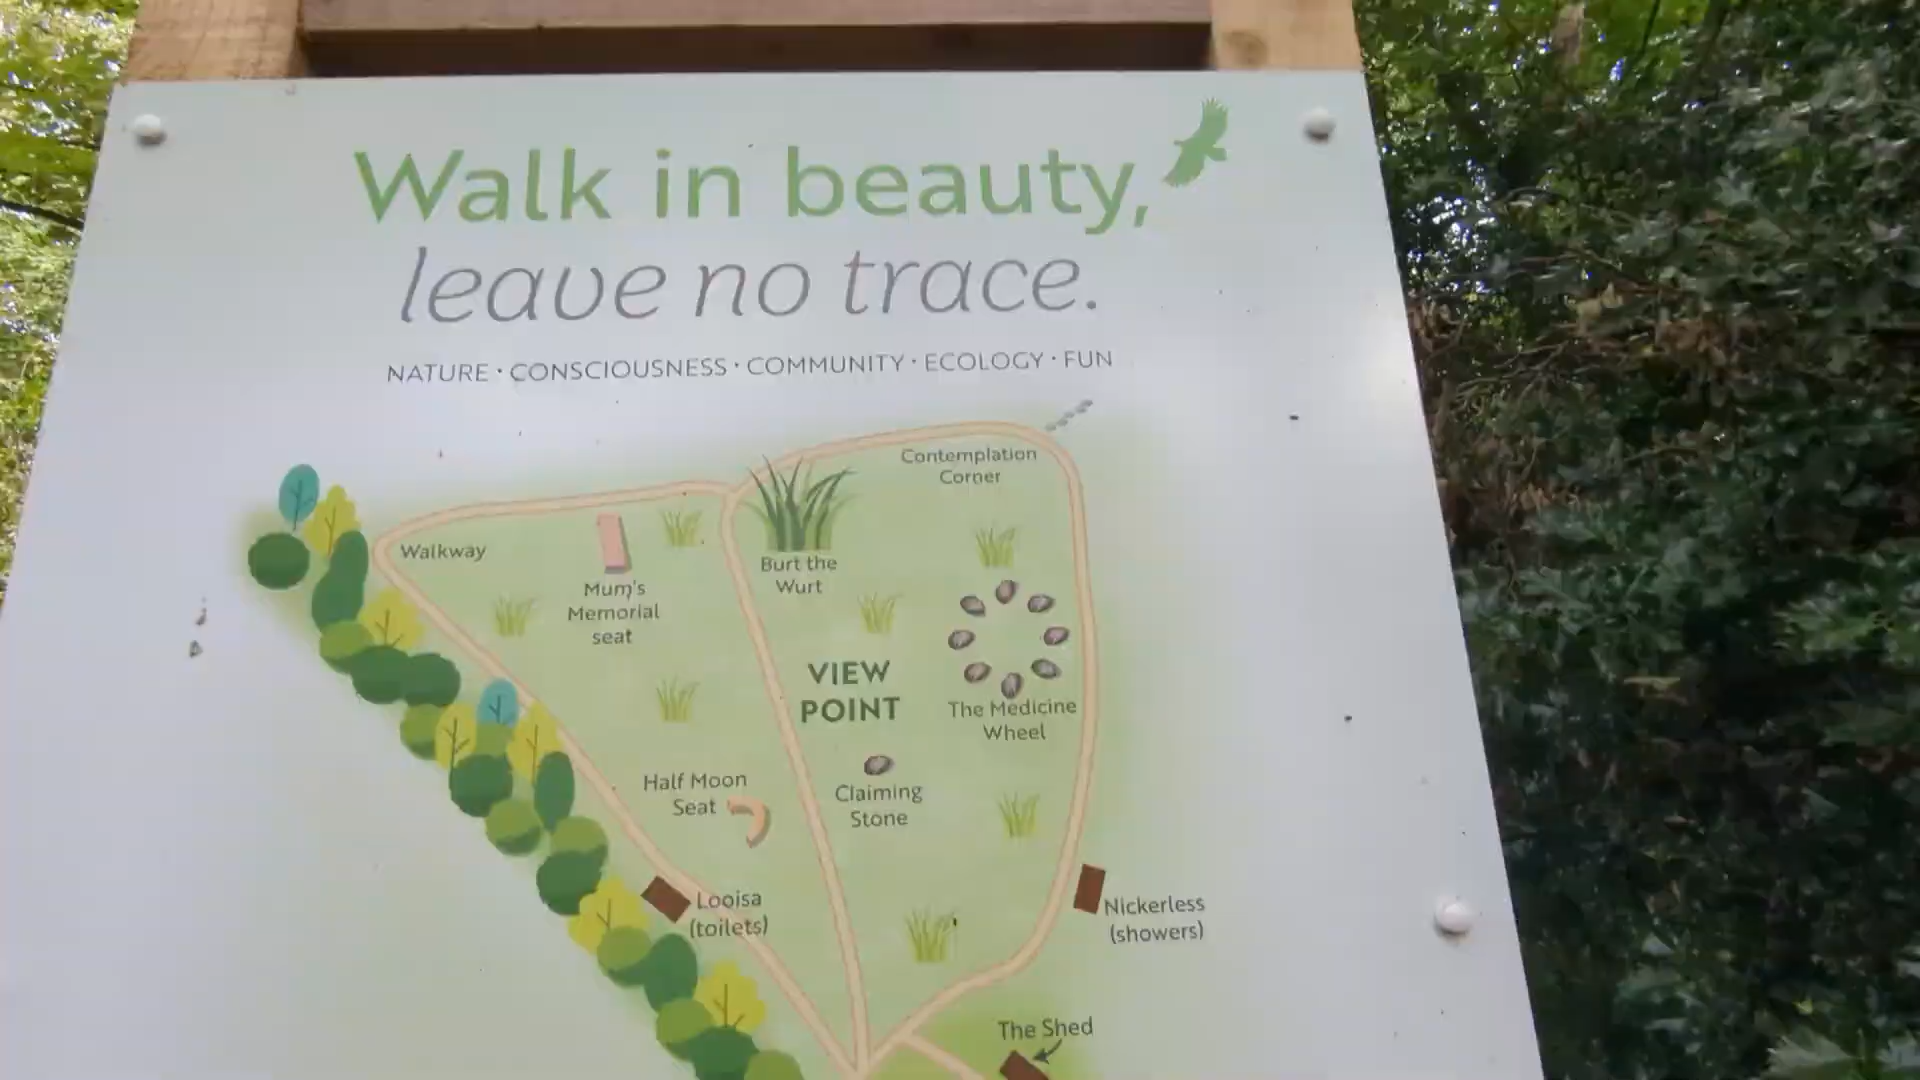 Walk in beauty,
leave no trace.
NATURE · CONSCIOUSNESS · COMMUNITY · ECOLOGY · FUN
Contemplation
Corner
Walkway
Burt the
Wurt
Mum's
Memorial
seat
VIEW
POINT
The Medicine
Wheel
Half Moon
Seat
Claiming
Stone
Looisa
(toilets)
Nickerless
(showers)
The Shed